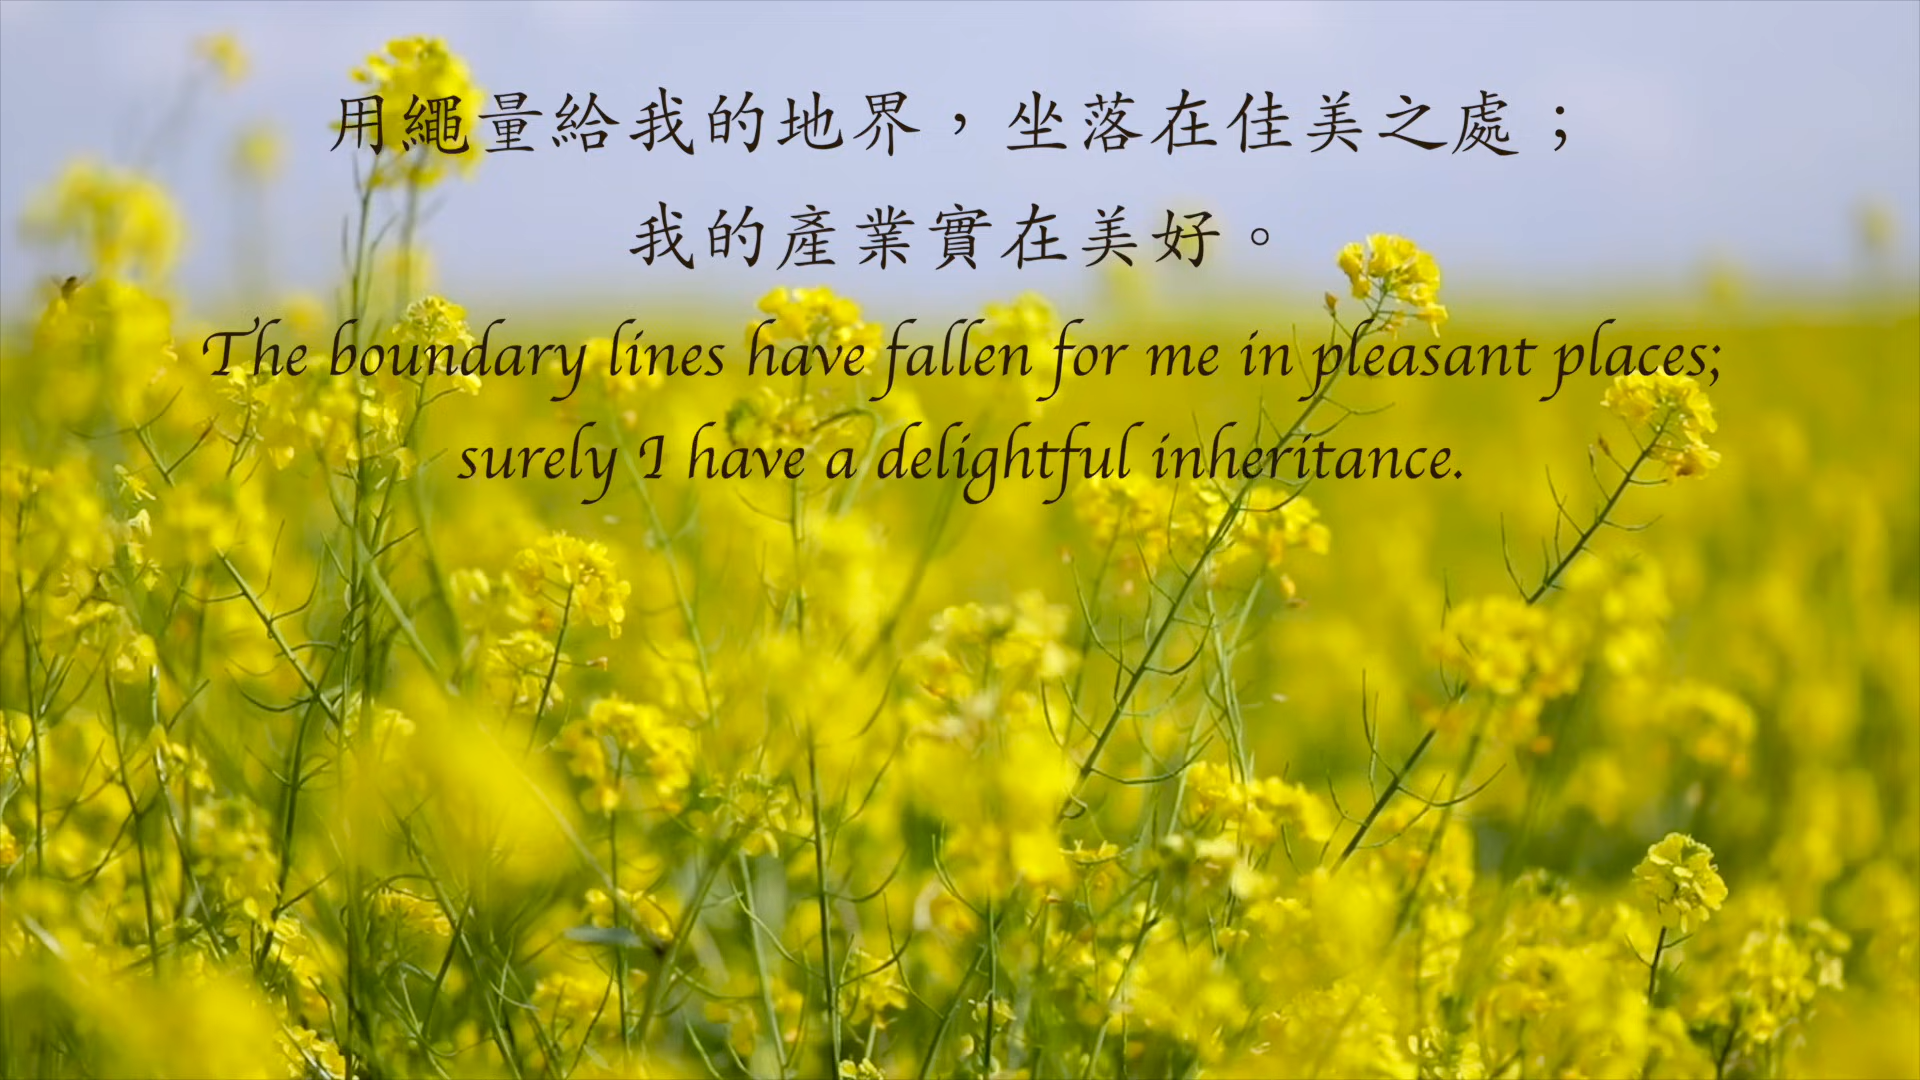 用繩量給我的地界，坐落在佳美之處；
我的產業實在美好。
The boundary lines have fallen for me in pleasant places;
surely I have a delightful inheritance.